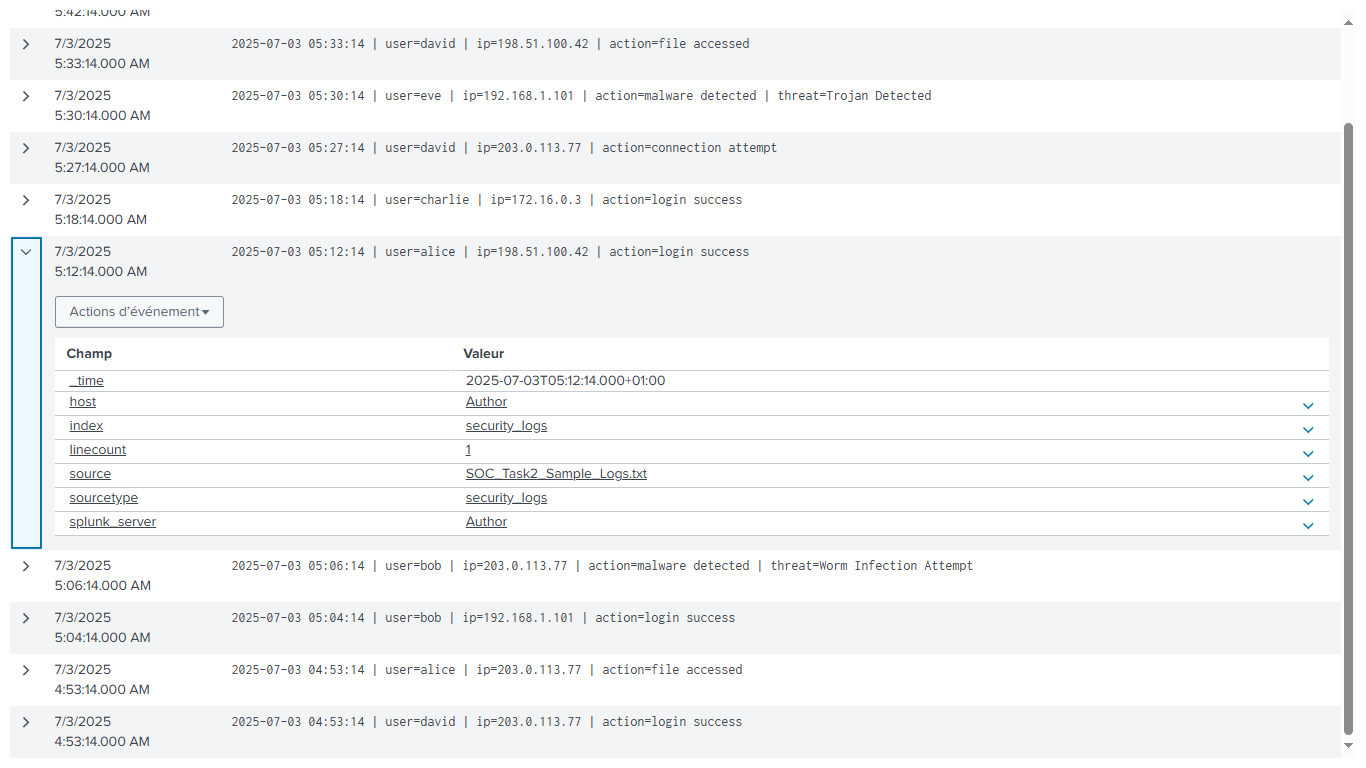 5:42:14.000 AM
7/3/2025 2025-07-03 05:33:14 | user=david | ip=198.51.100.42 | action=file accessed
5:33:14.000 AM
7/3/2025 2025-07-03 05:30:14 | user=eve | ip=192.168.1.101 | action=malware detected | threat=Trojan Detected
5:30:14.000 AM
7/3/2025 2025-07-03 05:27:14 | user=david | ip=203.0.113.77 | action=connection attempt
5:27:14.000 AM
7/3/2025 2025-07-03 05:18:14 | user=charlie | ip=172.16.0.3 | action=login success
5:18:14.000 AM
7/3/2025 2025-07-03 05:12:14 | user=alice | ip=198.51.100.42 | action=login success
5:12:14.000 AM
Actions d’événement
Champ Valeur
_time 2025-07-03T05:12:14.000+01:00
host Author
index security_logs
linecount 1
source SOC_Task2_Sample_Logs.txt
sourcetype security_logs
splunk_server Author
7/3/2025 2025-07-03 05:06:14 | user=bob | ip=203.0.113.77 | action=malware detected | threat=Worm Infection Attempt
5:06:14.000 AM
7/3/2025 2025-07-03 05:04:14 | user=bob | ip=192.168.1.101 | action=login success
5:04:14.000 AM
7/3/2025 2025-07-03 04:53:14 | user=alice | ip=203.0.113.77 | action=file accessed
4:53:14.000 AM
7/3/2025 2025-07-03 04:53:14 | user=david | ip=203.0.113.77 | action=login success
4:53:14.000 AM